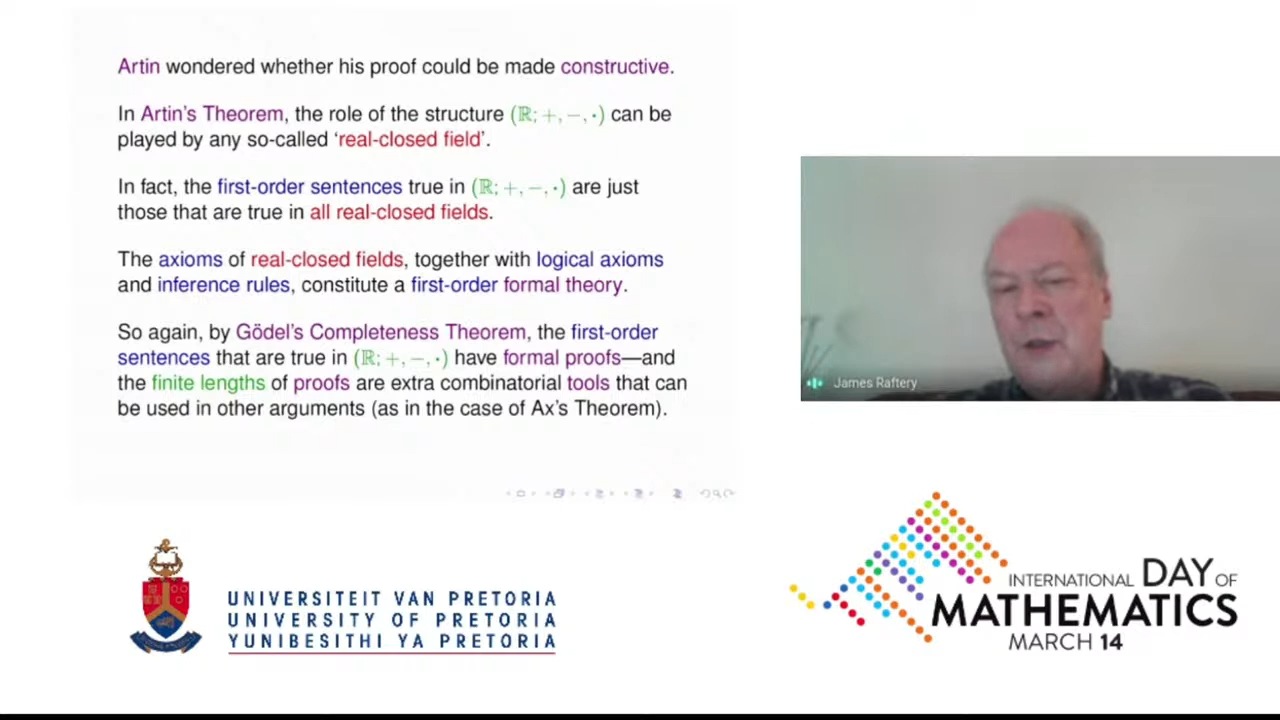 Artin wondered whether his proof could be made constructive.
In Artin's Theorem, the role of the structure (ℝ; +, −, ·) can be
played by any so-called 'real-closed field'.
In fact, the first-order sentences true in (ℝ; +, −, ·) are just
those that are true in all real-closed fields.
The axioms of real-closed fields, together with logical axioms
and inference rules, constitute a first-order formal theory.
So again, by Gödel's Completeness Theorem, the first-order
sentences that are true in (ℝ; +, −, ·) have formal proofs—and
the finite lengths of proofs are extra combinatorial tools that can
be used in other arguments (as in the case of Ax's Theorem).
James Raftery
UNIVERSITEIT VAN PRETORIA
UNIVERSITY OF PRETORIA
YUNIBESITHI YA PRETORIA
INTERNATIONAL DAY OF
MATHEMATICS
MARCH 14